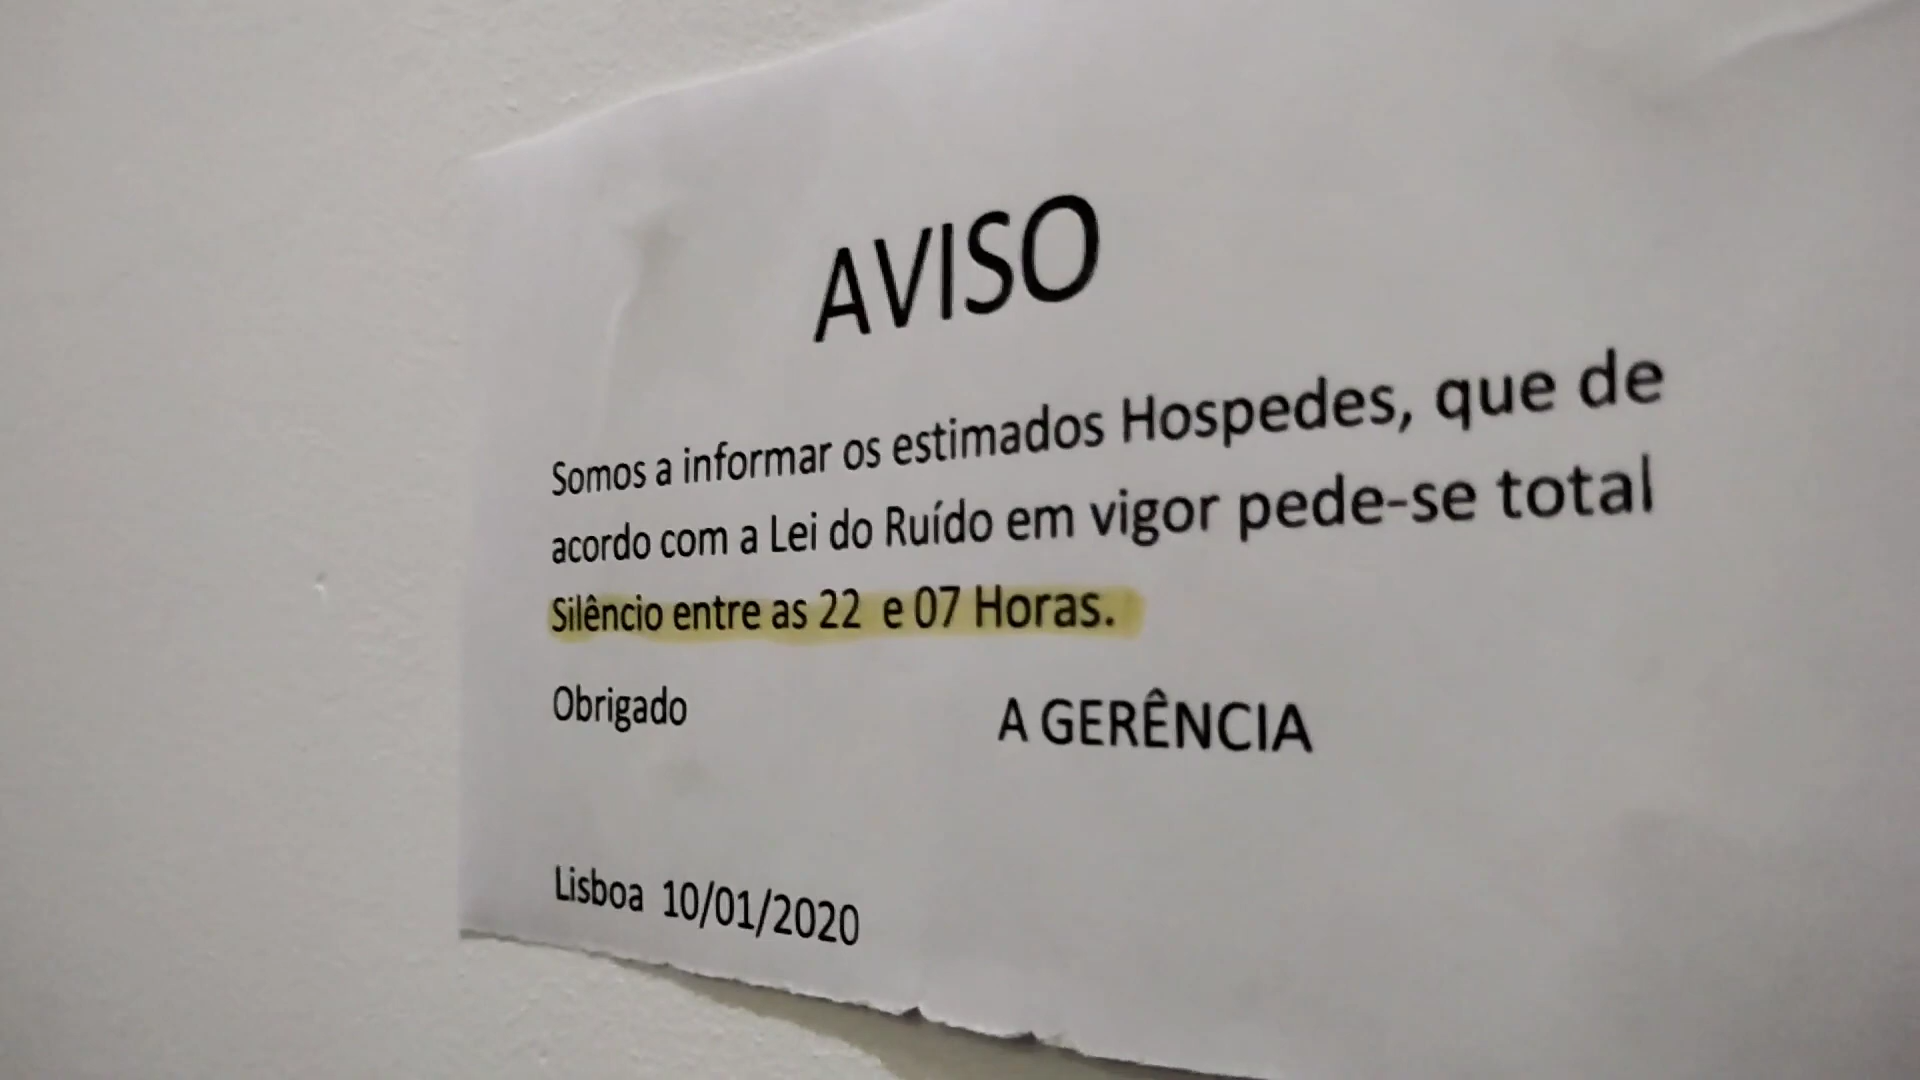 AVISO
Somos a informar os estimados Hospedes, que de
acordo com a Lei do Ruído em vigor pede-se total
Silêncio entre as 22 e 07 Horas.
Obrigado A GERÊNCIA
Lisboa 10/01/2020